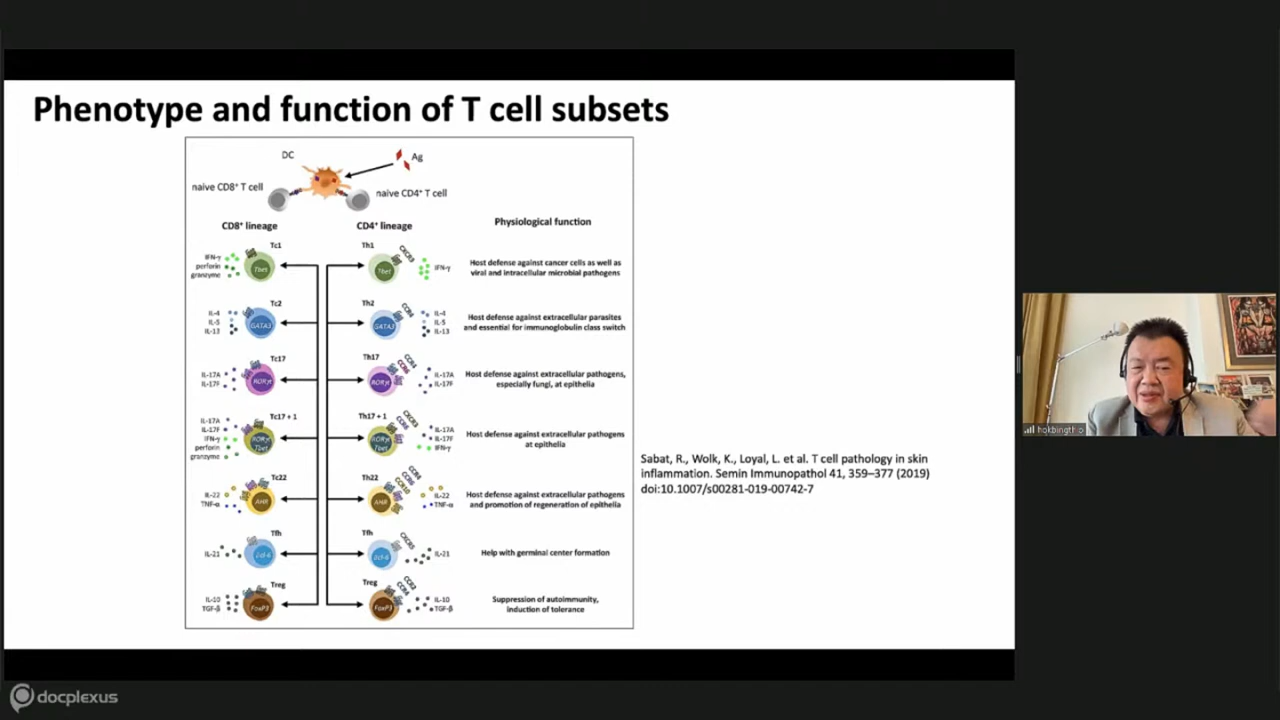 Phenotype and function of T cell subsets
DC
Ag
naive CD8⁺ T cell
naive CD4⁺ T cell
CD8⁺ lineage
CD4⁺ lineage
Physiological function
Tc1
Th1
IFN-γ
perforin
granzyme
Tbet
Tbet
CXCR3
IFN-γ
Host defense against cancer cells as well as
viral and intracellular microbial pathogens
Tc2
Th2
IL-4
IL-5
IL-13
GATA3
GATA3
IL-4
IL-5
IL-13
Host defense against extracellular parasites
and essential for immunoglobulin class switch
Tc17
Th17
IL-17A
IL-17F
RORγt
RORγt
CCR4
CCR6
IL-17A
IL-17F
Host defense against extracellular pathogens,
especially fungi, at epithelia
Tc17 + 1
Th17 + 1
IL-17A
IL-17F
IFN-γ
perforin
granzyme
RORγt
Tbet
RORγt
Tbet
CXCR3
CCR6
IL-17A
IL-17F
IFN-γ
Host defense against extracellular pathogens
at epithelia
Tc22
Th22
IL-22
TNF-α
AHR
AHR
CCR4
CCR6
CCR10
IL-22
TNF-α
Host defense against extracellular pathogens
and promotion of regeneration of epithelia
Tfh
Tfh
IL-21
Bcl-6
Bcl-6
CXCR5
IL-21
Help with germinal center formation
Treg
Treg
IL-10
TGF-β
FoxP3
FoxP3
IL-10
TGF-β
Suppression of autoimmunity,
induction of tolerance
Sabat, R., Wolk, K., Loyal, L. et al. T cell pathology in skin
inflammation. Semin Immunopathol 41, 359–377 (2019)
doi:10.1007/s00281-019-00742-7
docplexus